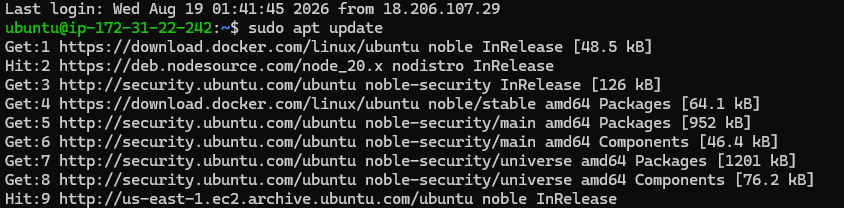 Last login: Wed Aug 19 01:41:45 2026 from 18.206.107.29
ubuntu@ip-172-31-22-242:~$ sudo apt update
Get:1 https://download.docker.com/linux/ubuntu noble InRelease [48.5 kB]
Hit:2 https://deb.nodesource.com/node_20.x nodistro InRelease
Get:3 http://security.ubuntu.com/ubuntu noble-security InRelease [126 kB]
Get:4 https://download.docker.com/linux/ubuntu noble/stable amd64 Packages [64.1 kB]
Get:5 http://security.ubuntu.com/ubuntu noble-security/main amd64 Packages [952 kB]
Get:6 http://security.ubuntu.com/ubuntu noble-security/main amd64 Components [46.4 kB]
Get:7 http://security.ubuntu.com/ubuntu noble-security/universe amd64 Packages [1201 kB]
Get:8 http://security.ubuntu.com/ubuntu noble-security/universe amd64 Components [76.2 kB]
Hit:9 http://us-east-1.ec2.archive.ubuntu.com/ubuntu noble InRelease